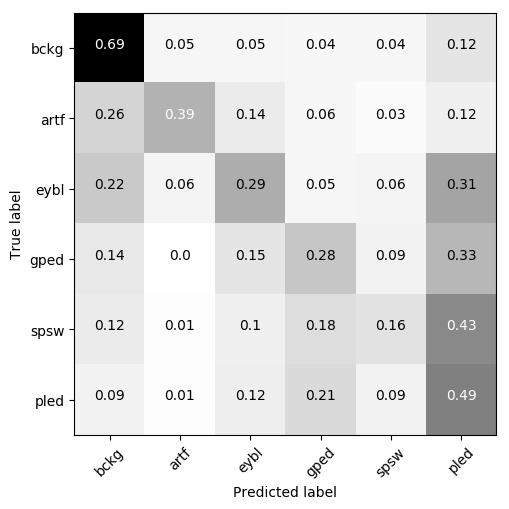 bckg 0.69 0.05 0.05 0.04 0.04 0.12
artf 0.26 0.39 0.14 0.06 0.03 0.12
eybl 0.22 0.06 0.29 0.05 0.06 0.31
gped 0.14 0.0 0.15 0.28 0.09 0.33
spsw 0.12 0.01 0.1 0.18 0.16 0.43
pled 0.09 0.01 0.12 0.21 0.09 0.49
True label
bckg artf eybl gped spsw pled
Predicted label